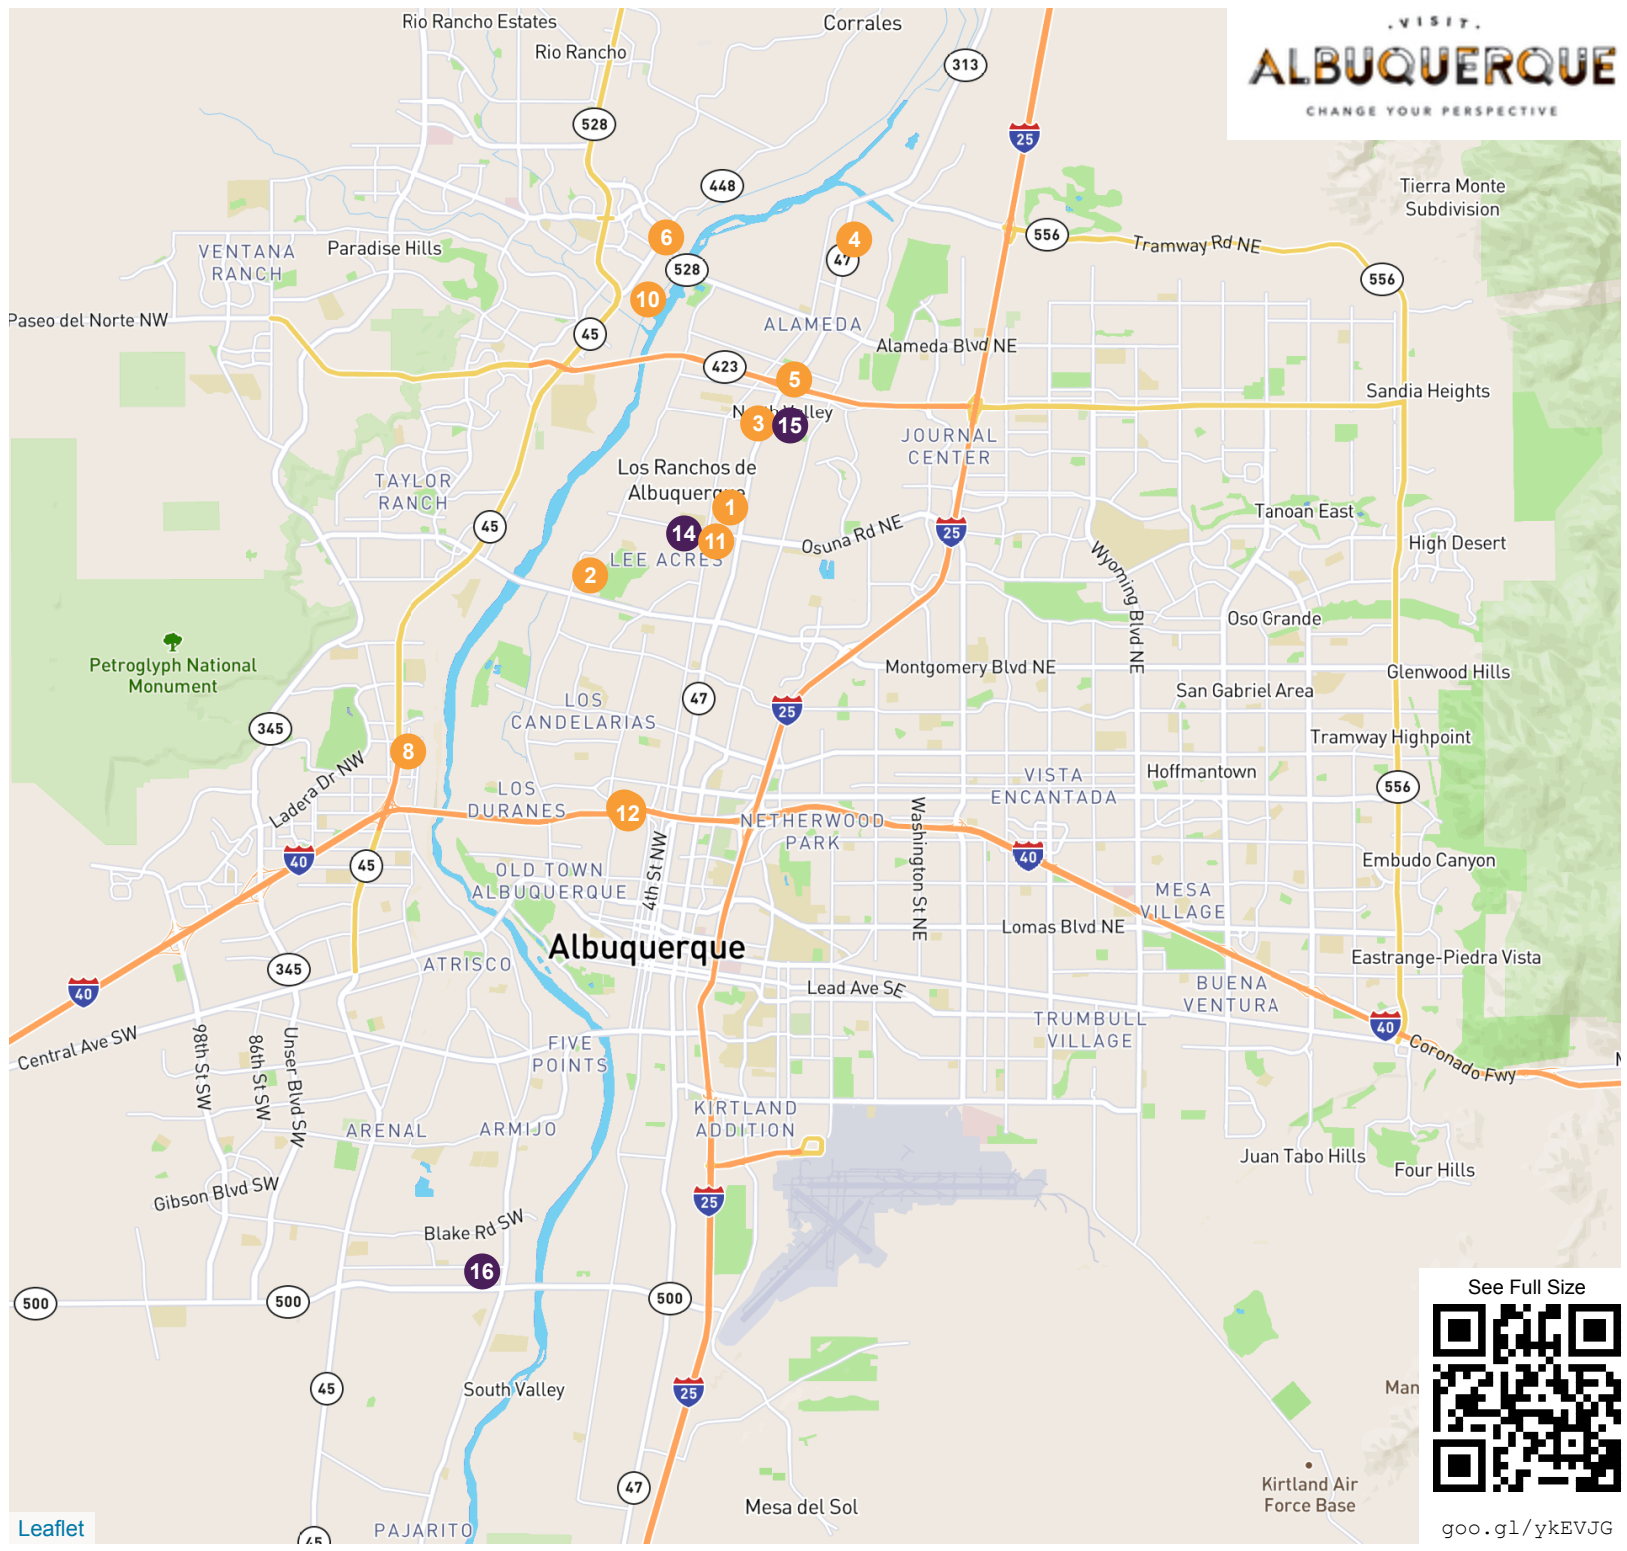 Rio Rancho Estates
Corrales
VISIT
ALBUQUERQUE
CHANGE YOUR PERSPECTIVE
Rio Rancho
313
528
25
448
Tierra Monte
Subdivision
6
4
556
Tramway Rd NE
VENTANA
RANCH
Paradise Hills
47
528
556
10
Paseo del Norte NW
ALAMEDA
45
Alameda Blvd NE
423
5
Sandia Heights
3
15
JOURNAL
CENTER
Los Ranchos de
Albuquerque
TAYLOR
RANCH
1
Tanoan East
45
14
11
Osuna Rd NE
25
High Desert
LEE ACRES
2
Wyoming Blvd NE
Oso Grande
Petroglyph National
Monument
Montgomery Blvd NE
Glenwood Hills
San Gabriel Area
LOS
CANDELARIAS
47
25
345
Tramway Highpoint
8
Ladera Dr NW
Hoffmantown
VISTA
ENCANTADA
556
LOS
DURANES
12
NETHERWOOD
PARK
Washington St NE
40
45
40
Embudo Canyon
OLD TOWN
ALBUQUERQUE
4th St NW
MESA
VILLAGE
Lomas Blvd NE
Albuquerque
345
ATRISCO
Eastrange-Piedra Vista
40
Lead Ave SE
BUENA
VENTURA
TRUMBULL
VILLAGE
40
Central Ave SW
98th St SW
86th St SW
Unser Blvd SW
FIVE
POINTS
Coronado Fwy
KIRTLAND
ADDITION
ARENAL
ARMIJO
Juan Tabo Hills
Four Hills
Gibson Blvd SW
25
Blake Rd SW
16
500
500
500
See Full Size
45
South Valley
25
Man
47
Kirtland Air
Force Base
Mesa del Sol
Leaflet
PAJARITO
45
goo.gl/ykEVJG